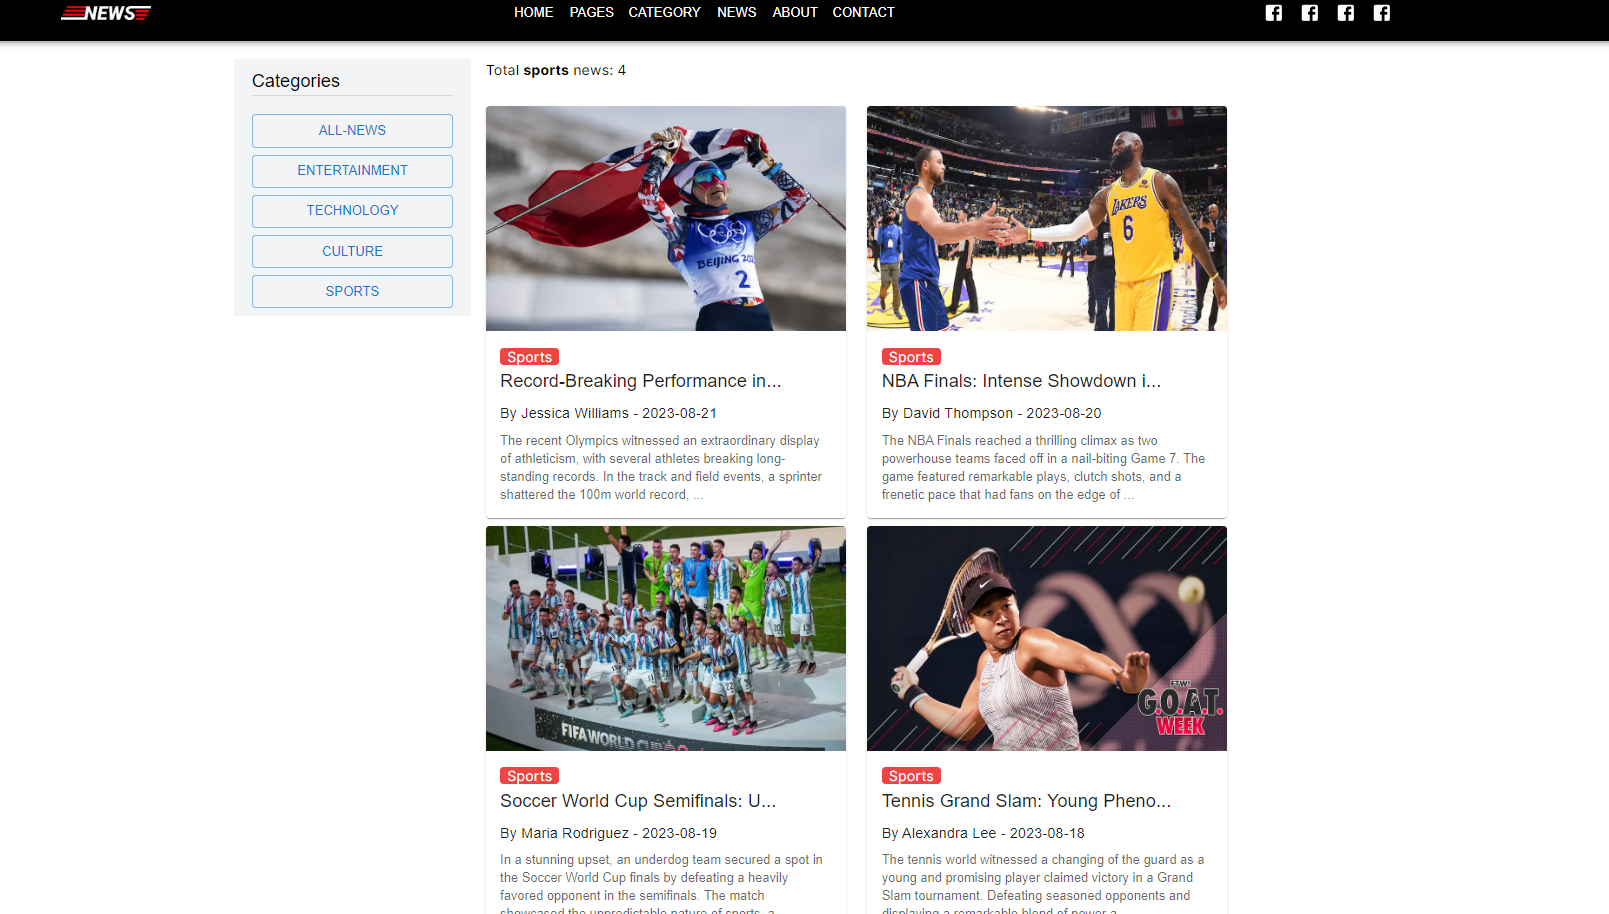 NEWS
HOME PAGES CATEGORY NEWS ABOUT CONTACT
Categories
ALL-NEWS
ENTERTAINMENT
TECHNOLOGY
CULTURE
SPORTS
Total sports news: 4
BEIJING
2
Sports
Record-Breaking Performance in...
By Jessica Williams - 2023-08-21
The recent Olympics witnessed an extraordinary display
of athleticism, with several athletes breaking long-
standing records. In the track and field events, a sprinter
shattered the 100m world record, ...
LAKERS
6
Sports
NBA Finals: Intense Showdown i...
By David Thompson - 2023-08-20
The NBA Finals reached a thrilling climax as two
powerhouse teams faced off in a nail-biting Game 7. The
game featured remarkable plays, clutch shots, and a
frenetic pace that had fans on the edge of ...
FIFA WORLD CUP
Sports
Soccer World Cup Semifinals: U...
By Maria Rodriguez - 2023-08-19
In a stunning upset, an underdog team secured a spot in
the Soccer World Cup finals by defeating a heavily
favored opponent in the semifinals. The match
showcased the unpredictable nature of sports, a
FTW!
G.O.A.T.
WEEK
Sports
Tennis Grand Slam: Young Pheno...
By Alexandra Lee - 2023-08-18
The tennis world witnessed a changing of the guard as a
young and promising player claimed victory in a Grand
Slam tournament. Defeating seasoned opponents and
displaying a remarkable blend of power a